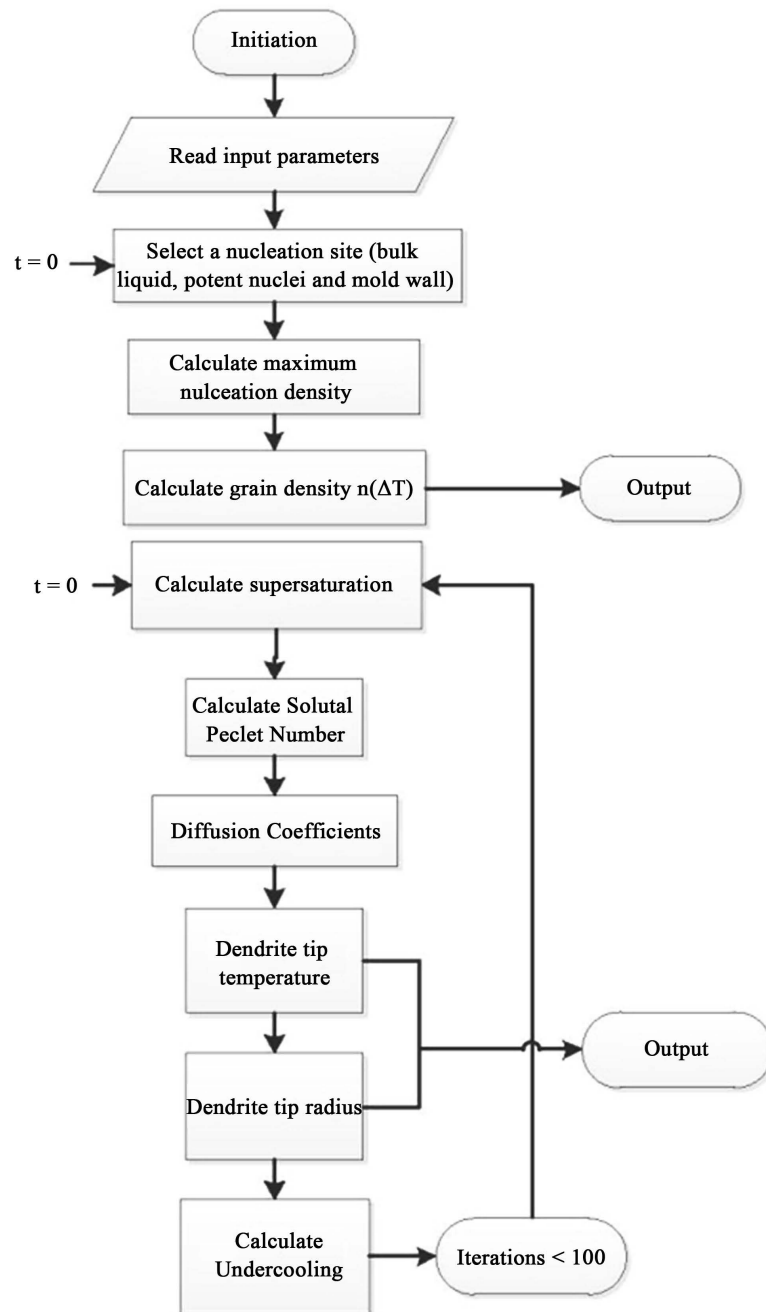 Initiation
Read input parameters
t = 0
Select a nucleation site (bulk
liquid, potent nuclei and mold wall)
Calculate maximum
nulceation density
Calculate grain density n(ΔT)
Output
t = 0
Calculate supersaturation
Calculate Solutal
Peclet Number
Diffusion Coefficients
Dendrite tip
temperature
Output
Dendrite tip radius
Calculate
Undercooling
Iterations < 100